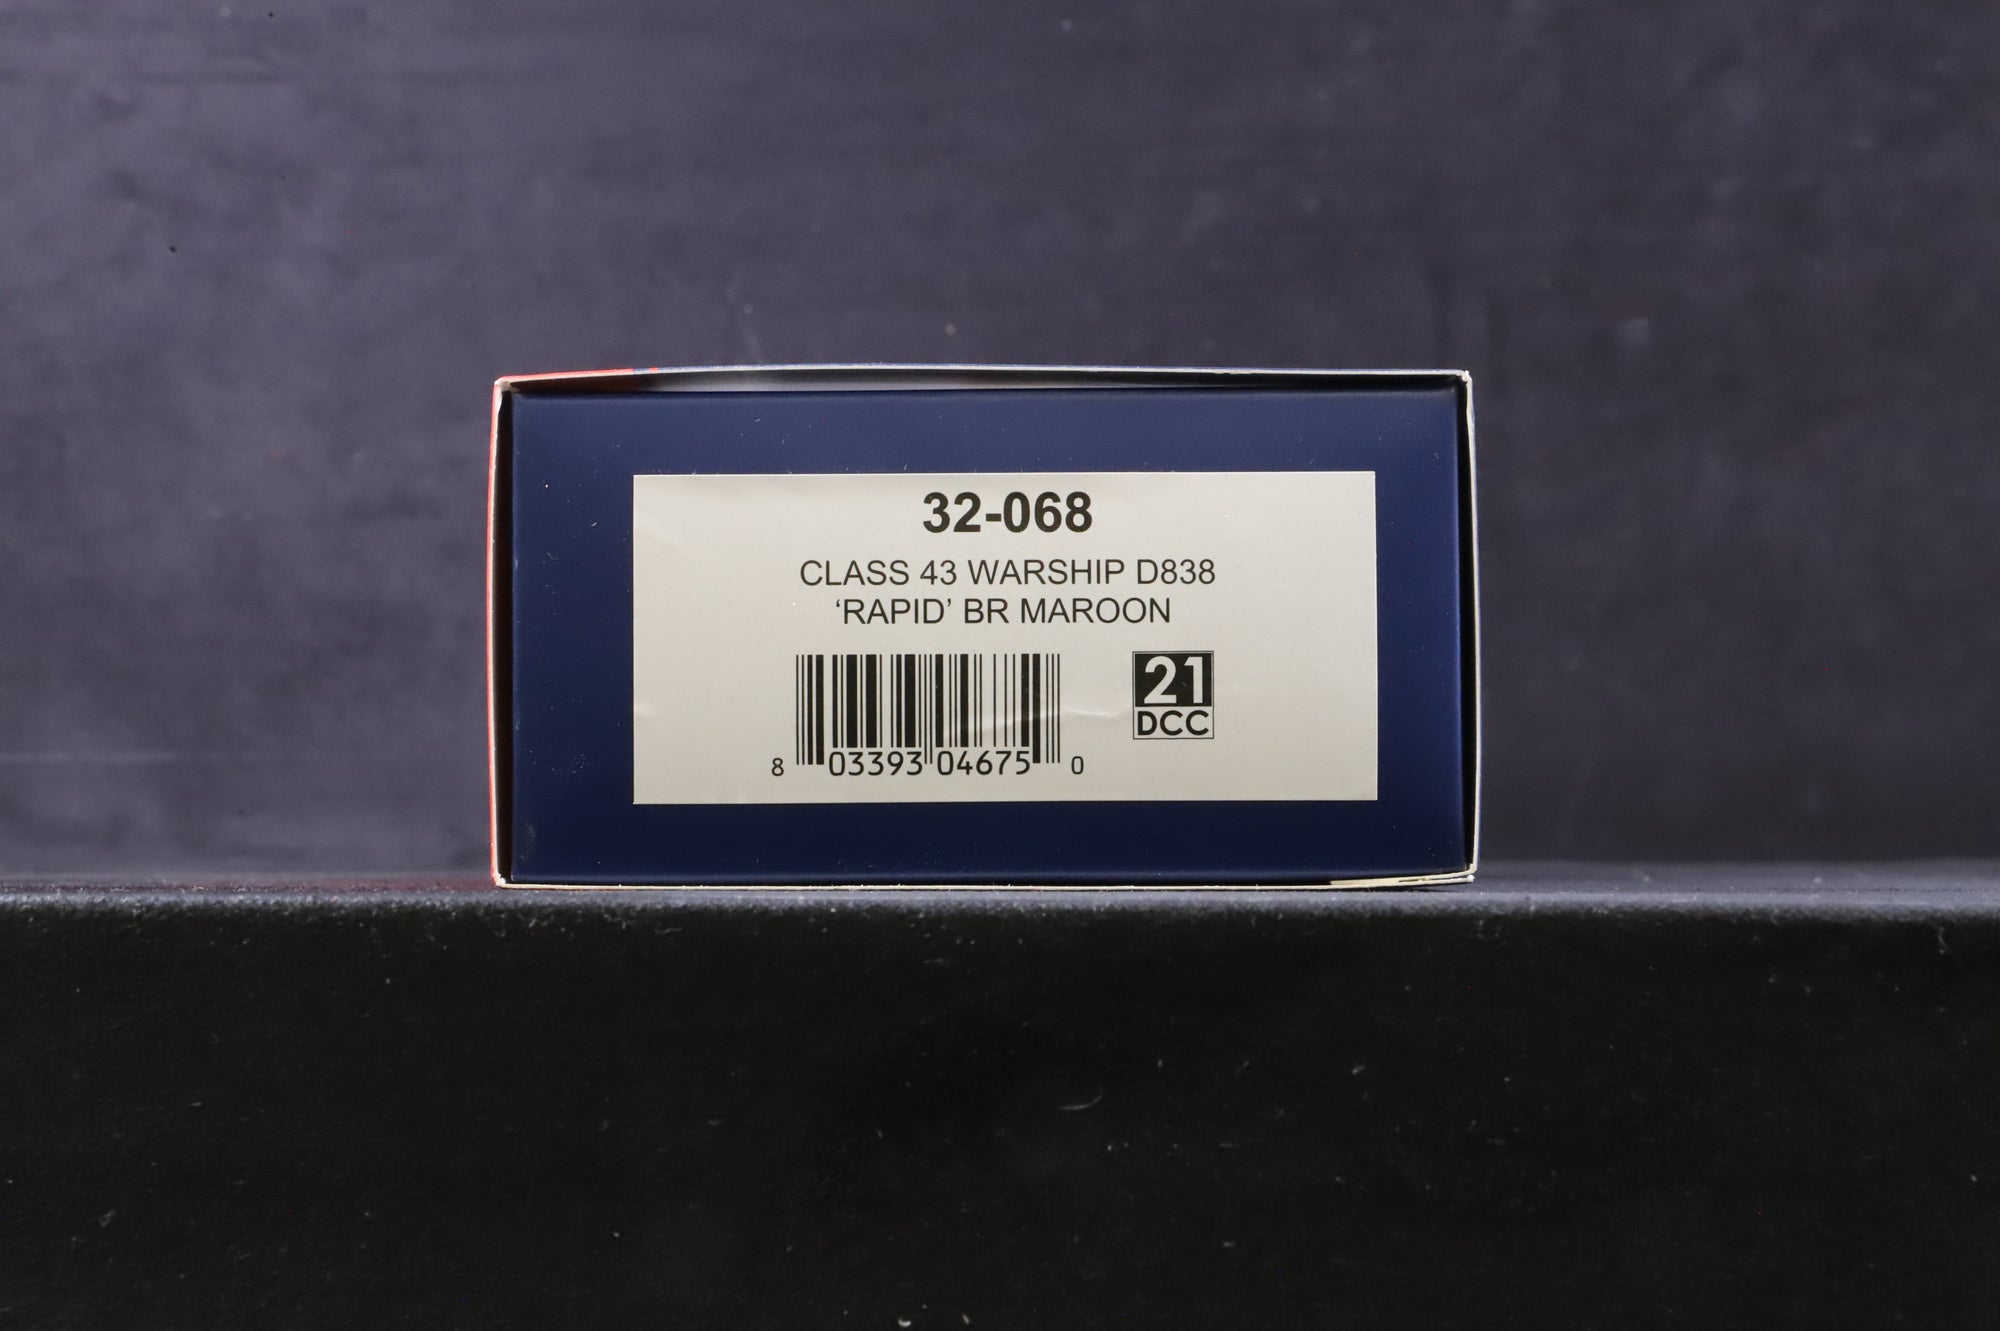 32-068
CLASS 43 WARSHIP D838
‘RAPID’ BR MAROON
21
DCC
8 03393 04675 0